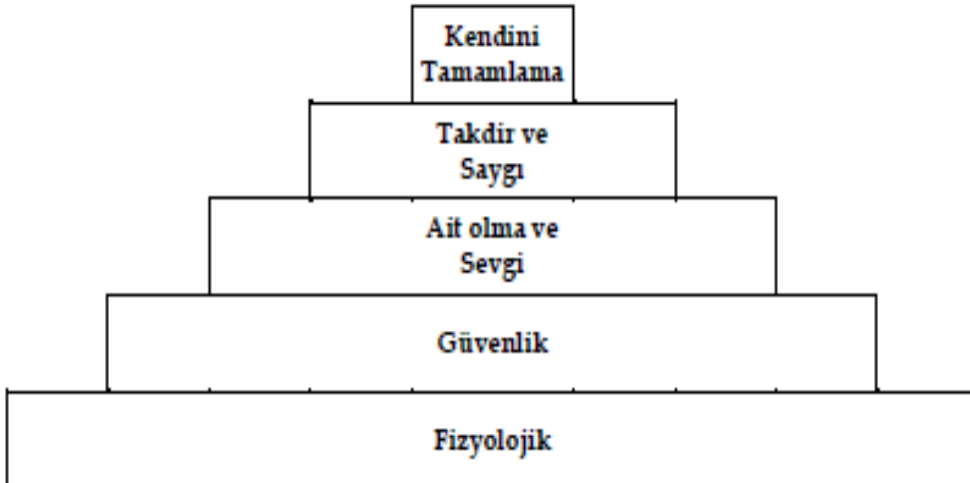 Kendini
Tamamlama
Takdir ve
Saygı
Ait olma ve
Sevgi
Güvenlik
Fizyolojik